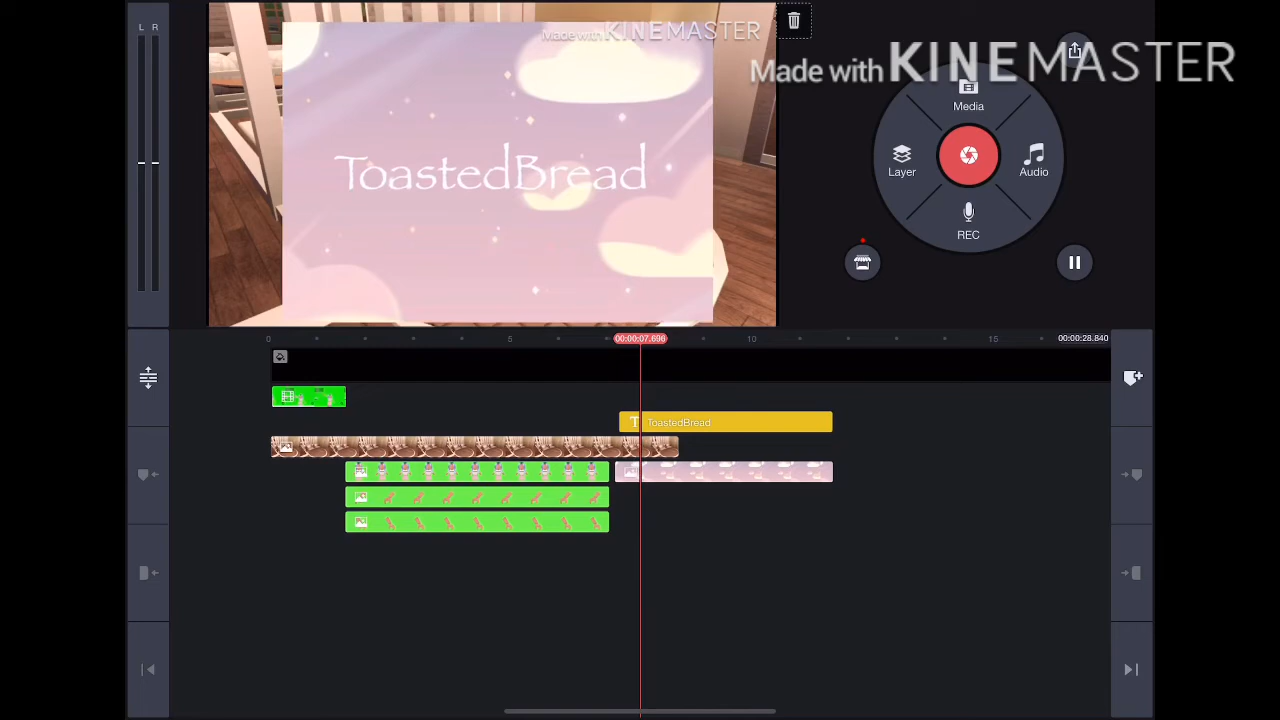 L R
Made with KINEMASTER
Made with KINEMASTER
Media
Layer
Audio
REC
ToastedBread
0 5 00:00:07.696 10 15 00:00:28.840
T ToastedBread